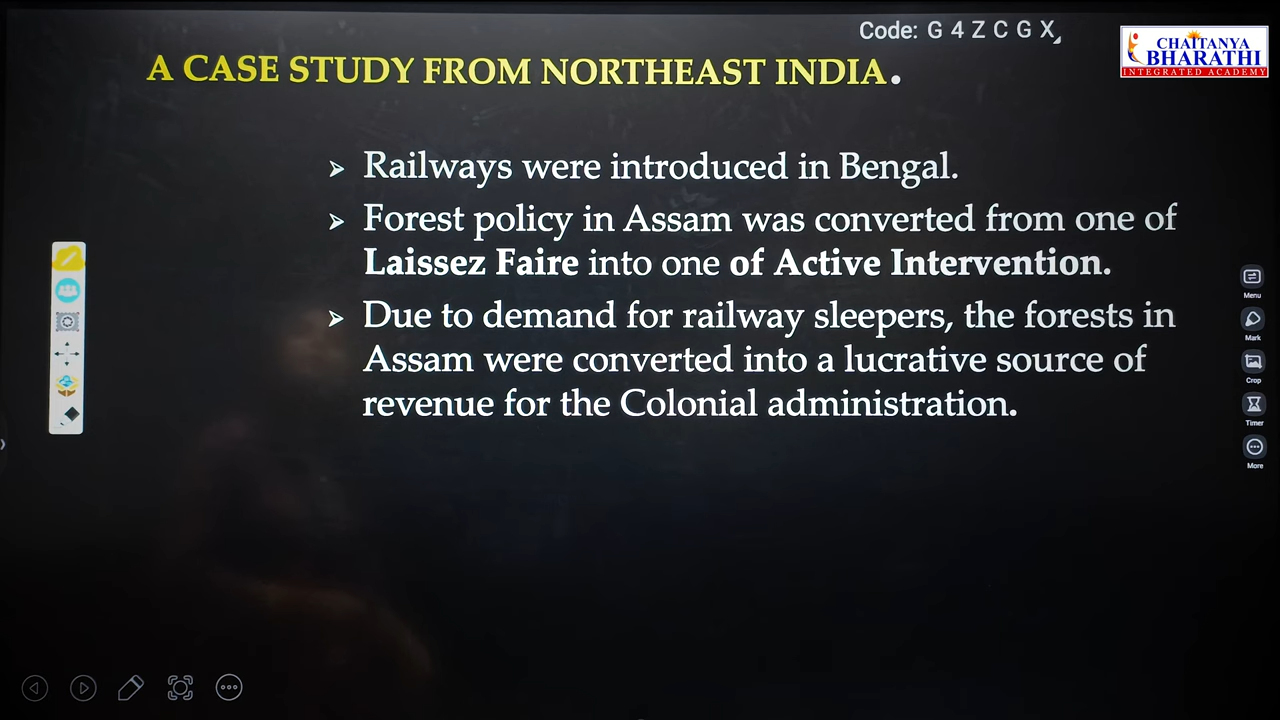 Code: G 4 Z C G X
CHAITANYA
BHARATHI
INTEGRATED ACADEMY
A CASE STUDY FROM NORTHEAST INDIA.
➢ Railways were introduced in Bengal.
➢ Forest policy in Assam was converted from one of
Laissez Faire into one of Active Intervention.
➢ Due to demand for railway sleepers, the forests in
Assam were converted into a lucrative source of
revenue for the Colonial administration.
Menu
Mark
Crop
Timer
More